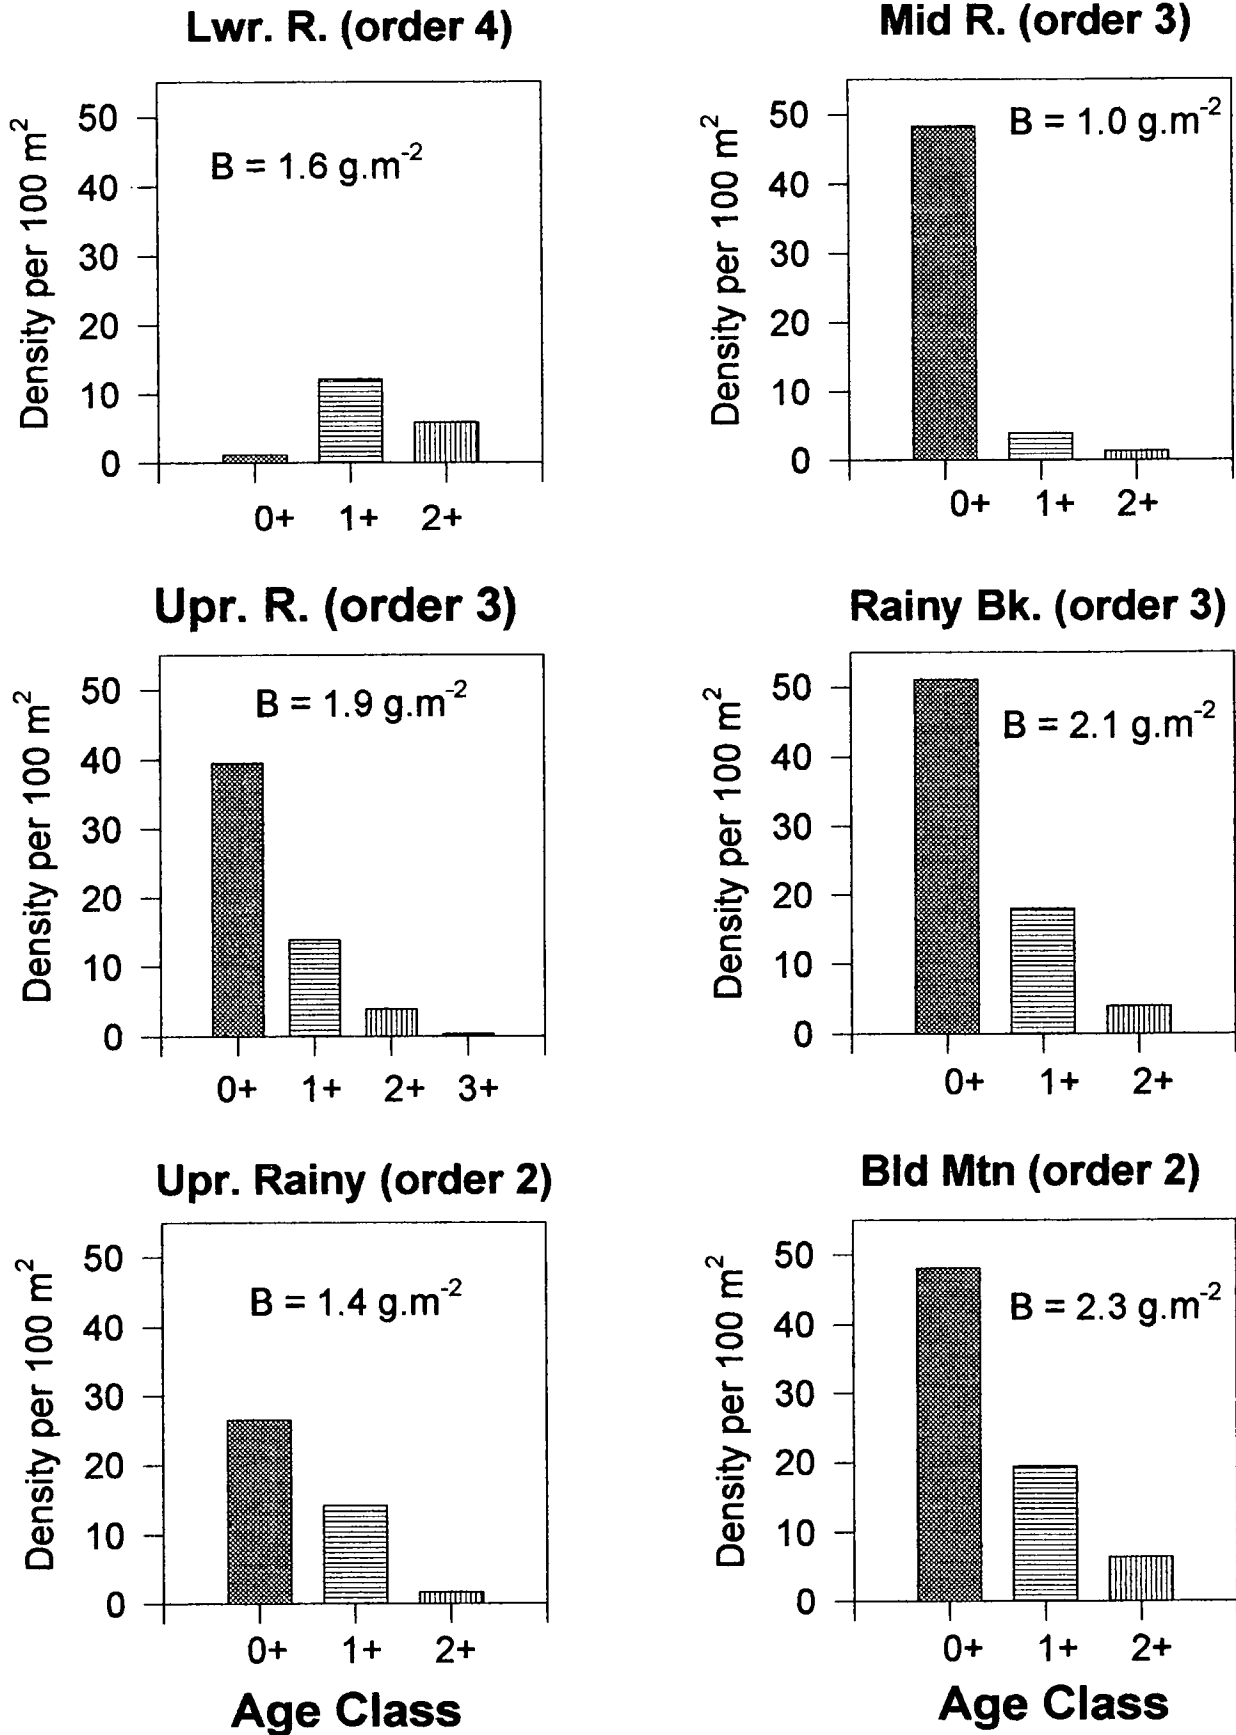 Lwr. R. (order 4)
Density per 100 m²
50
40
30
20
10
0
B = 1.6 g.m⁻²
0+ 1+ 2+
Mid R. (order 3)
Density per 100 m²
50
40
30
20
10
0
B = 1.0 g.m⁻²
0+ 1+ 2+
Upr. R. (order 3)
Density per 100 m²
50
40
30
20
10
0
B = 1.9 g.m⁻²
0+ 1+ 2+ 3+
Rainy Bk. (order 3)
Density per 100 m²
50
40
30
20
10
0
B = 2.1 g.m⁻²
0+ 1+ 2+
Upr. Rainy (order 2)
Density per 100 m²
50
40
30
20
10
0
B = 1.4 g.m⁻²
0+ 1+ 2+
Age Class
Bld Mtn (order 2)
Density per 100 m²
50
40
30
20
10
0
B = 2.3 g.m⁻²
0+ 1+ 2+
Age Class